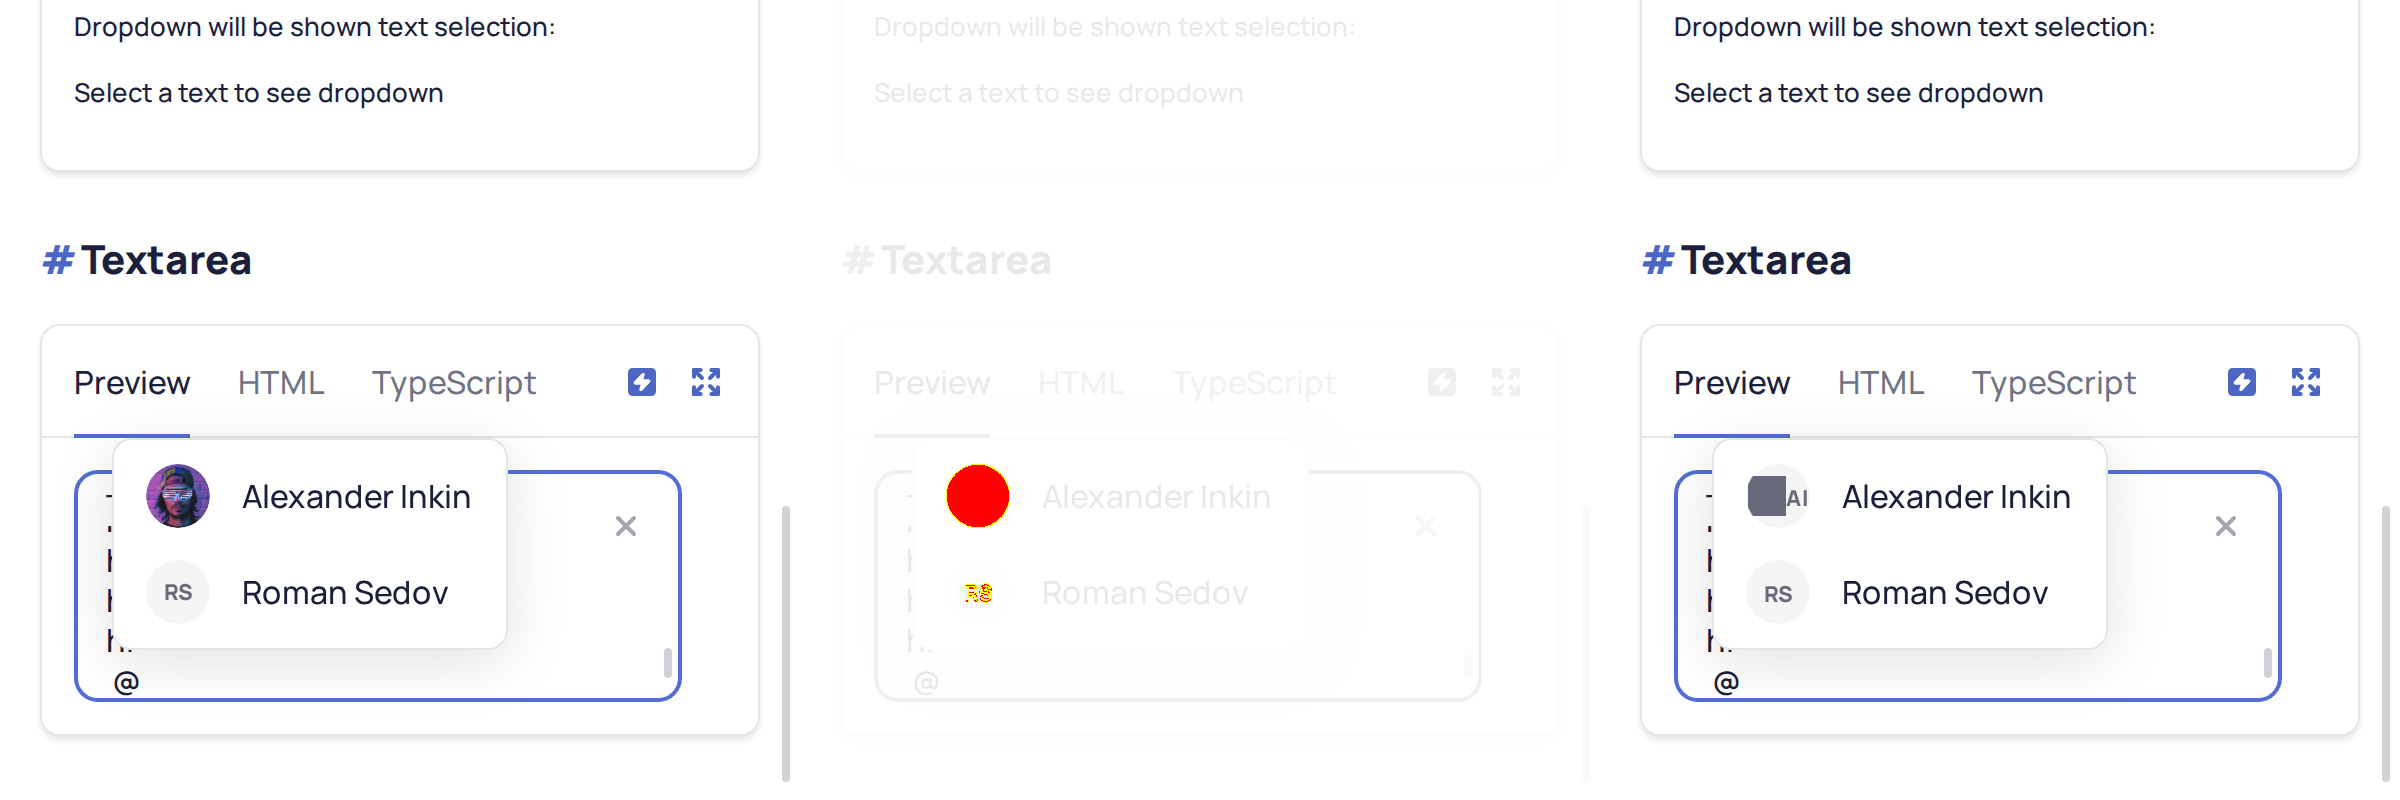 Dropdown will be shown text selection:
Select a text to see dropdown
# Textarea
Preview HTML TypeScript
Alexander Inkin
RS Roman Sedov
@
Dropdown will be shown text selection:
Select a text to see dropdown
# Textarea
Preview HTML TypeScript
Alexander Inkin
RS Roman Sedov
@
Dropdown will be shown text selection:
Select a text to see dropdown
# Textarea
Preview HTML TypeScript
AI Alexander Inkin
RS Roman Sedov
@